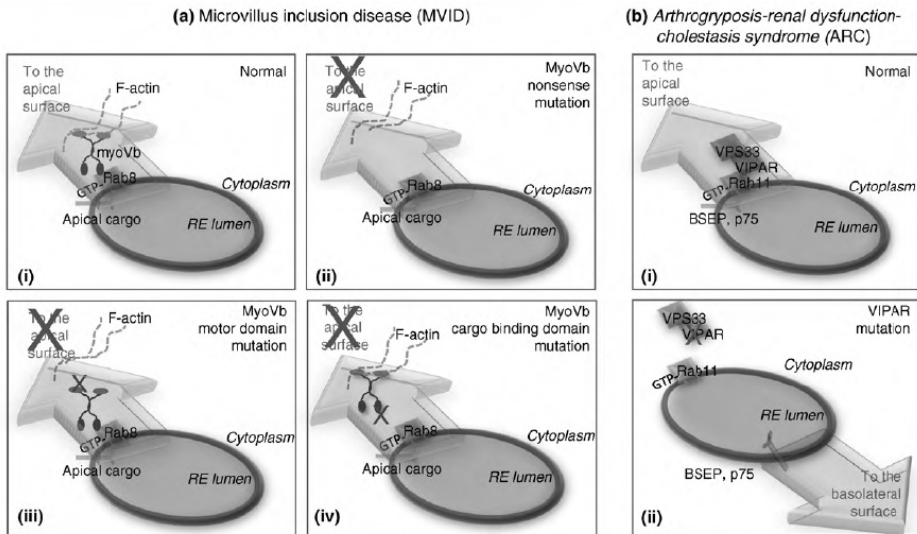 (a) Microvillus inclusion disease (MVID)
(b) Arthrogryposis-renal dysfunction-
cholestasis syndrome (ARC)
To the
apical
surface
F-actin
Normal
myoVb
GTP-Rab8
Cytoplasm
Apical cargo
RE lumen
(i)
To the
apical
surface
F-actin
MyoVb
nonsense
mutation
GTP-Rab8
Cytoplasm
Apical cargo
RE lumen
(ii)
To the
apical
surface
Normal
VPS33
VIPAR
GTP-Rab11
Cytoplasm
BSEP, p75
RE lumen
(i)
To the
apical
surface
F-actin
MyoVb
motor domain
mutation
X
GTP-Rab8
Cytoplasm
Apical cargo
RE lumen
(iii)
To the
apical
surface
F-actin
MyoVb
cargo binding domain
mutation
X
GTP-Rab8
Cytoplasm
Apical cargo
RE lumen
(iv)
VPS33
VIPAR
VIPAR
mutation
GTP-Rab11
Cytoplasm
RE lumen
BSEP, p75
To the
basolateral
surface
(ii)